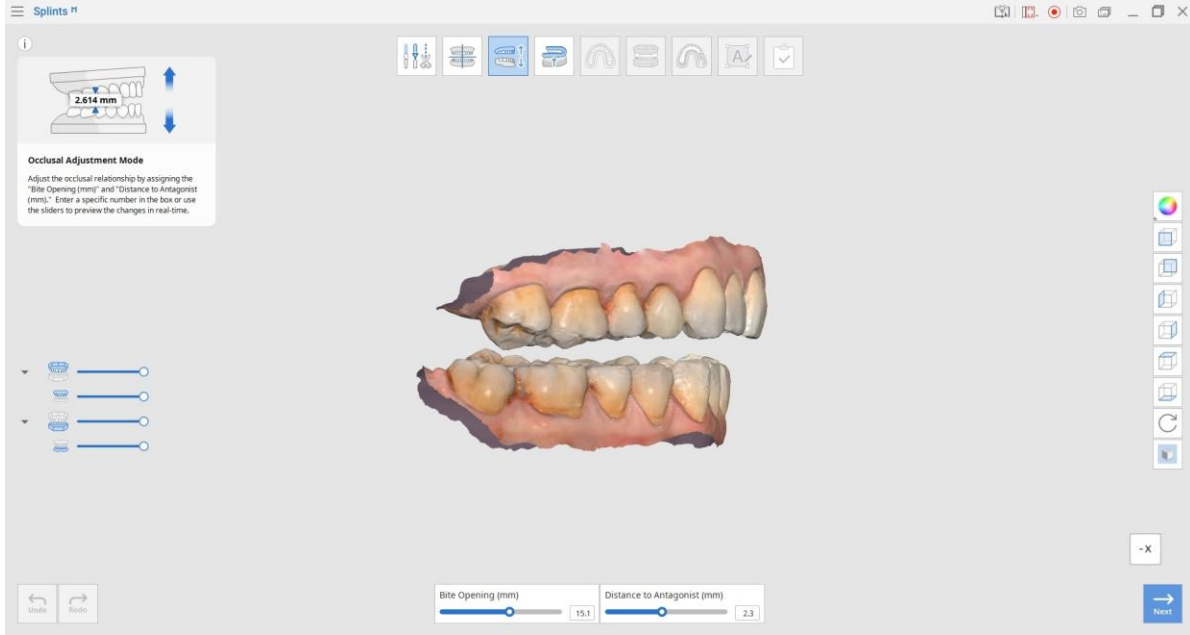 Splints M
i
2.614 mm
Occlusal Adjustment Mode
Adjust the occlusal relationship by assigning the
"Bite Opening (mm)" and "Distance to Antagonist
(mm)." Enter a specific number in the box or use
the sliders to preview the changes in real-time.
A
- X
Undo
Redo
Bite Opening (mm)
15.1
Distance to Antagonist (mm)
2.3
Next